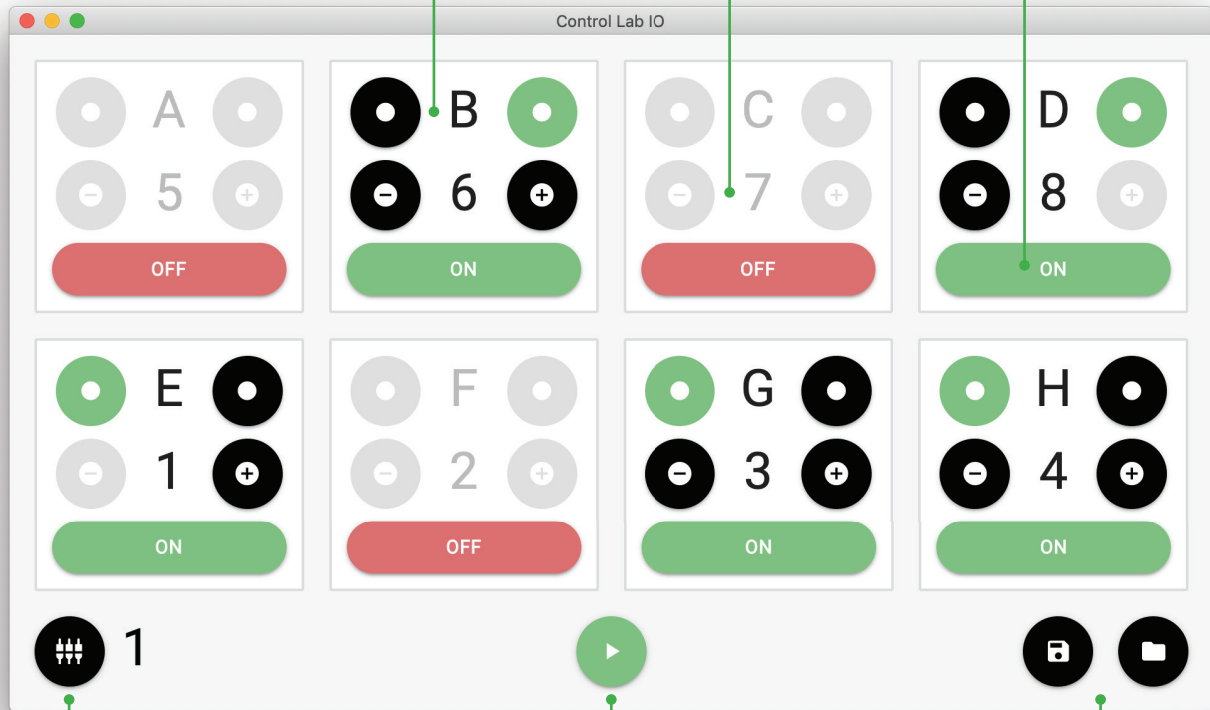 Control Lab IO
A B C D
5 6 7 8
OFF ON OFF ON
E F G H
1 2 3 4
ON OFF ON ON
1